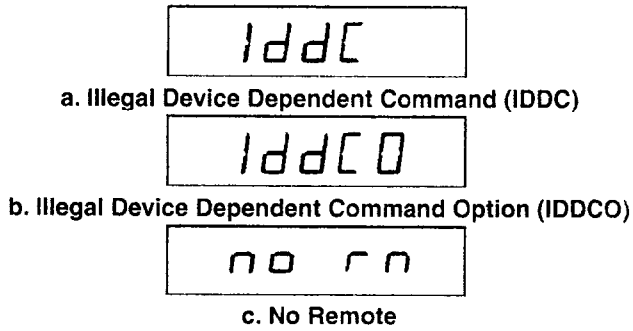 IddC
a. Illegal Device Dependent Command (IDDC)
IddCO
b. Illegal Device Dependent Command Option (IDDCO)
no rn
c. No Remote